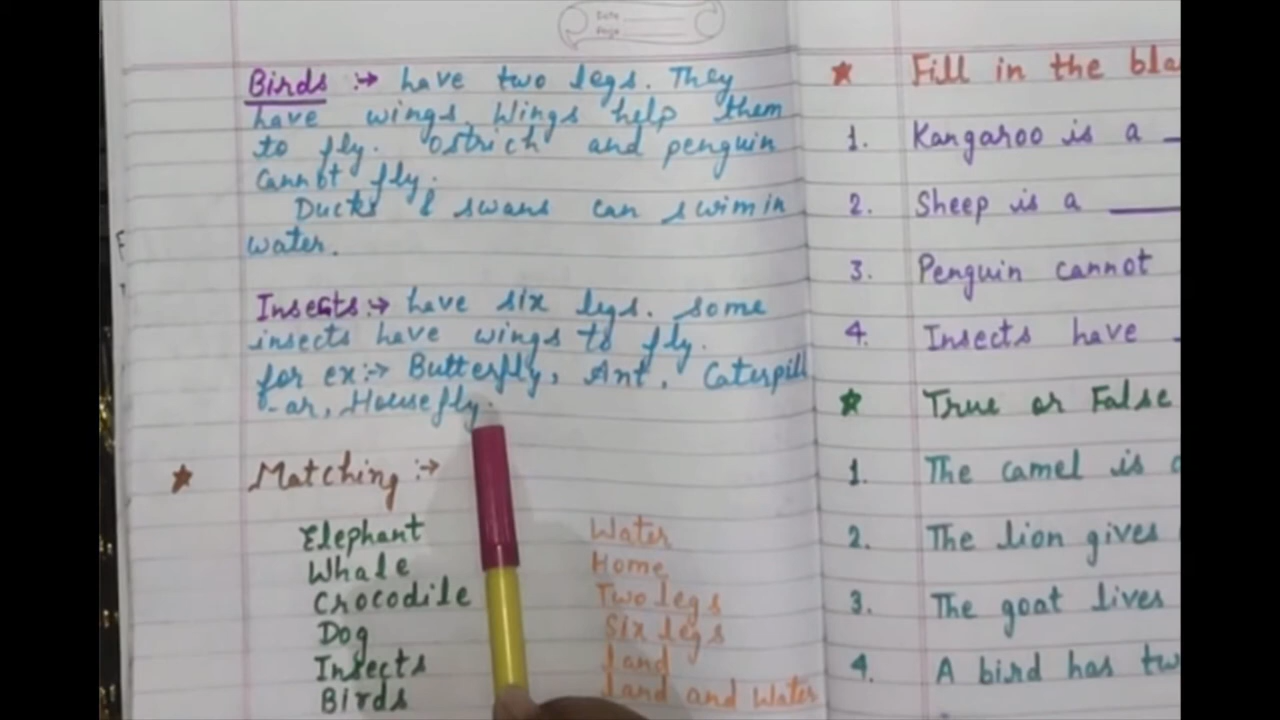 Date
Page
Birds :→ have two legs. They
have wings. Wings help them
to fly. Ostrich and penguin
cannot fly.
Ducks & swans can swim in
water.
Insects :→ have six legs. some
insects have wings to fly.
for ex :→ Butterfly, Ant, Caterpill
-ar, Housefly.
Matching :→
Elephant Water
Whale Home
Crocodile Two legs
Dog Six legs
Insects land
Birds land and Water
Fill in the bla
1. Kangaroo is a
2. Sheep is a
3. Penguin cannot
4. Insects have
True or False
1. The camel is
2. The lion gives
3. The goat lives
4. A bird has tw